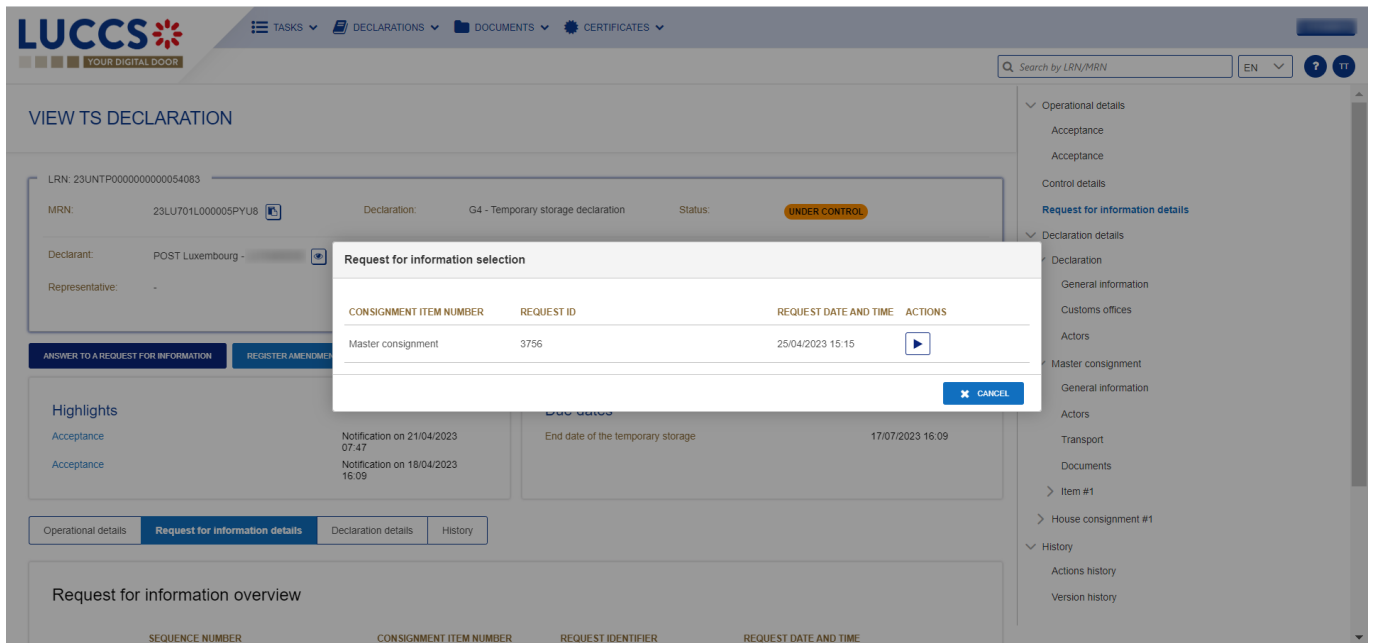 LUCCS
YOUR DIGITAL DOOR
TASKS
DECLARATIONS
DOCUMENTS
CERTIFICATES
Search by LRN/MRN
EN
?
TT
VIEW TS DECLARATION
LRN: 23UNTP0000000000054083
MRN: 23LU701L000005PYU8 Declaration: G4 - Temporary storage declaration Status: UNDER CONTROL
Declarant: POST Luxembourg -
Representative: -
ANSWER TO A REQUEST FOR INFORMATION
REGISTER AMENDMEN
Request for information selection
CONSIGNMENT ITEM NUMBER REQUEST ID REQUEST DATE AND TIME ACTIONS
Master consignment 3756 25/04/2023 15:15
CANCEL
Highlights
Acceptance Notification on 21/04/2023
07:47
Acceptance Notification on 18/04/2023
16:09
Due dates
End date of the temporary storage 17/07/2023 16:09
Operational details
Request for information details
Declaration details
History
Request for information overview
SEQUENCE NUMBER CONSIGNMENT ITEM NUMBER REQUEST IDENTIFIER REQUEST DATE AND TIME
Operational details
Acceptance
Acceptance
Control details
Request for information details
Declaration details
Declaration
General information
Customs offices
Actors
Master consignment
General information
Actors
Transport
Documents
Item #1
House consignment #1
History
Actions history
Version history